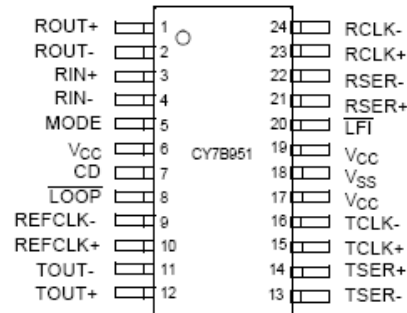 ROUT+ 1 24 RCLK-
ROUT- 2 23 RCLK+
RIN+ 3 22 RSER-
RIN- 4 21 RSER+
MODE 5 20 L̅F̅I̅
VCC 6 CY7B951 19 VCC
CD 7 18 VSS
L̅O̅O̅P̅ 8 17 VCC
REFCLK- 9 16 TCLK-
REFCLK+ 10 15 TCLK+
TOUT- 11 14 TSER+
TOUT+ 12 13 TSER-